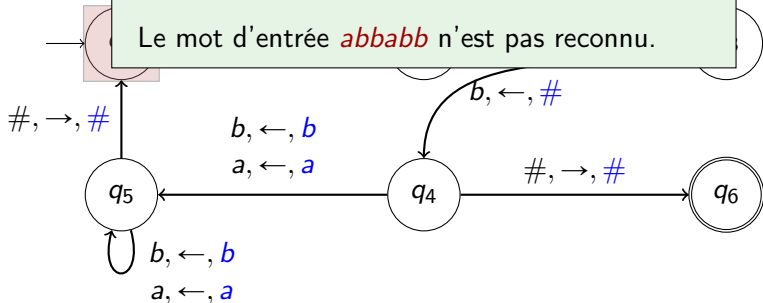 Le mot d'entrée abbabb n'est pas reconnu.
b, ←, #
#, →, #
b, ←, b
a, ←, a
#, →, #
q5
q4
q6
b, ←, b
a, ←, a